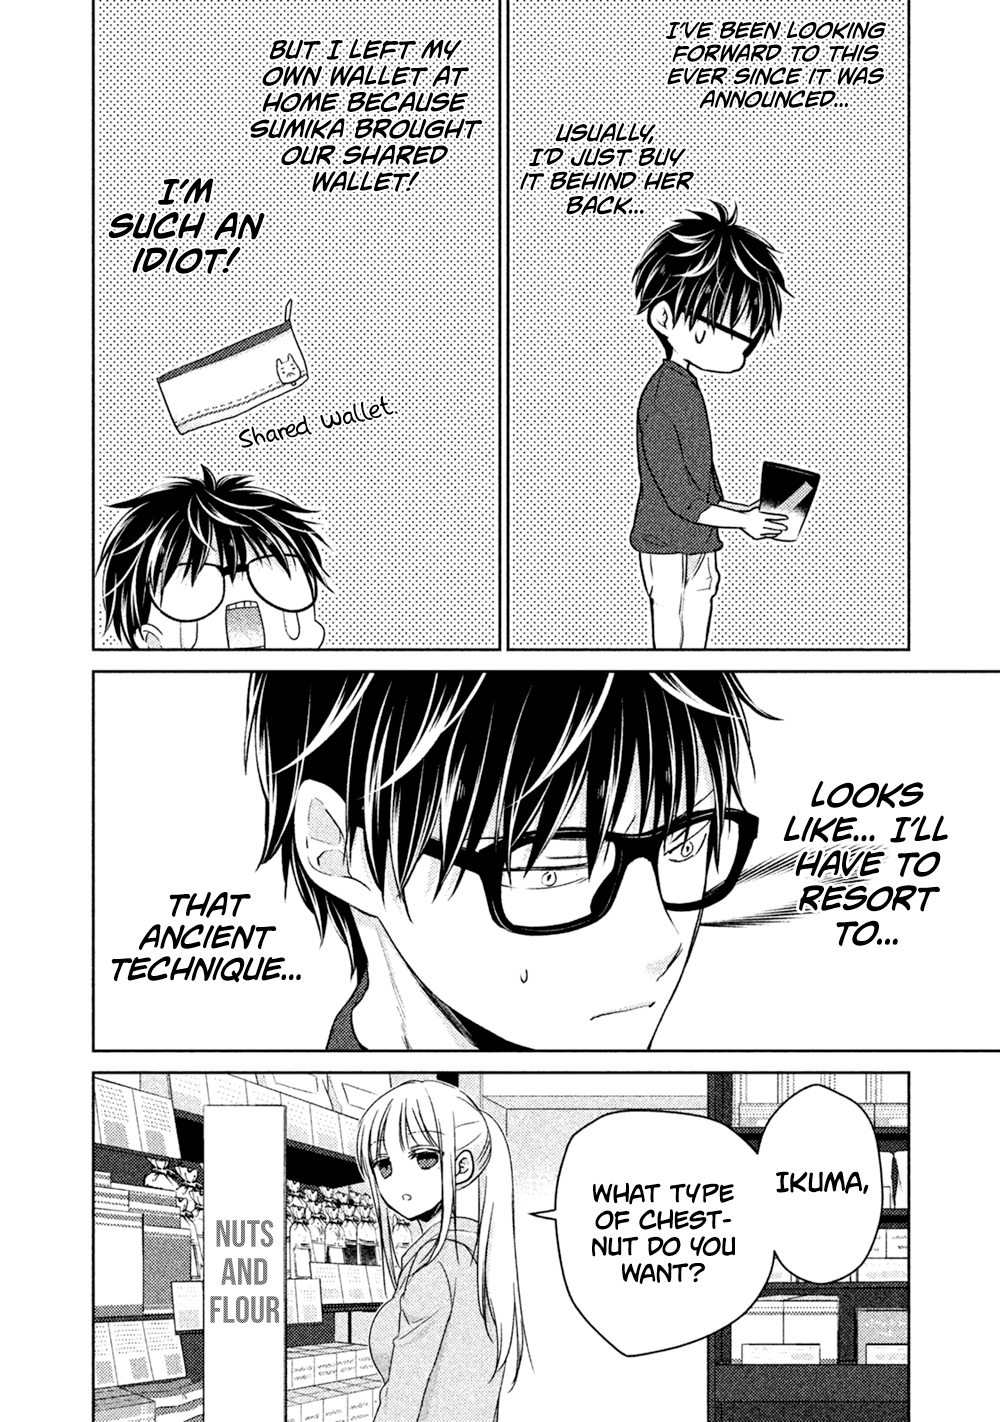 I'VE BEEN LOOKING
FORWARD TO THIS
EVER SINCE IT WAS
ANNOUNCED...
USUALLY,
I'D JUST BUY
IT BEHIND HER
BACK...
BUT I LEFT MY
OWN WALLET AT
HOME BECAUSE
SUMIKA BROUGHT
OUR SHARED
WALLET!
I'M
SUCH AN
IDIOT!
Shared Wallet.
LOOKS
LIKE... I'LL
HAVE TO
RESORT
TO...
THAT
ANCIENT
TECHNIQUE...
IKUMA,
WHAT TYPE
OF CHEST-
NUT DO YOU
WANT?
NUTS
AND
FLOUR